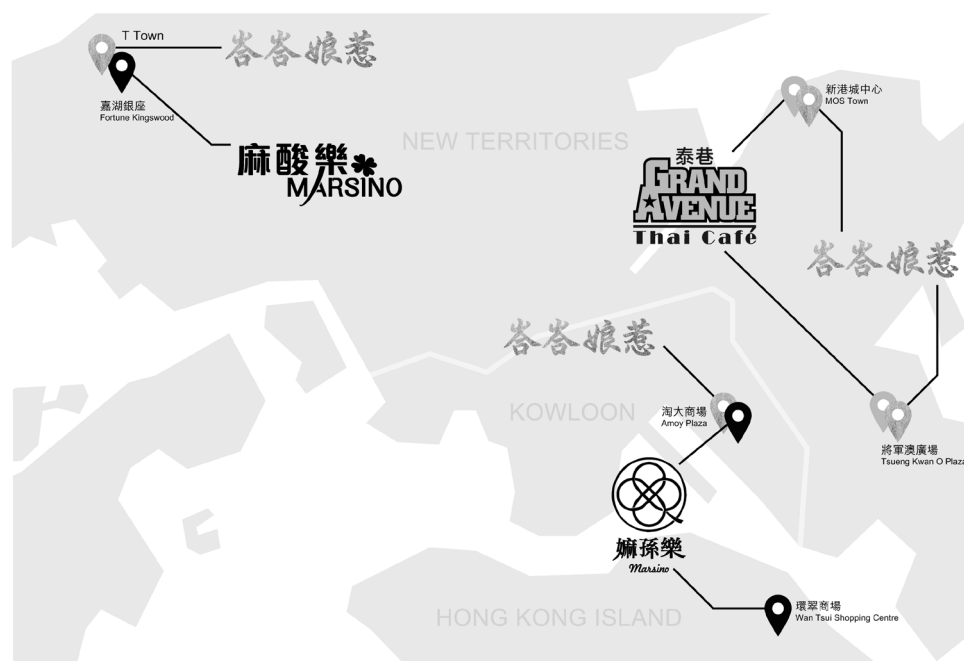 T Town
峇峇娘惹
嘉湖銀座
Fortune Kingswood
麻酸樂
MARSINO
NEW TERRITORIES
新港城中心
MOS Town
泰巷
GRAND
AVENUE
Thai Café
峇峇娘惹
峇峇娘惹
KOWLOON
淘大商場
Amoy Plaza
將軍澳廣場
Tseung Kwan O Plaza
嫲孫樂
Marsino
HONG KONG ISLAND
環翠商場
Wan Tsui Shopping Centre